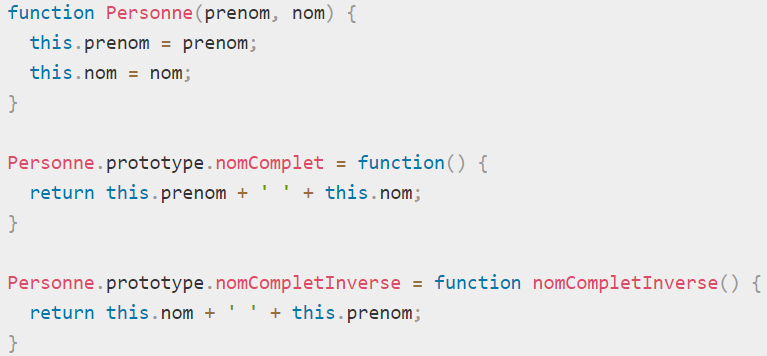 function Personne(prenom, nom) {
  this.prenom = prenom;
  this.nom = nom;
}

Personne.prototype.nomComplet = function() {
  return this.prenom + ' ' + this.nom;
}

Personne.prototype.nomCompletInverse = function nomCompletInverse() {
  return this.nom + ' ' + this.prenom;
}